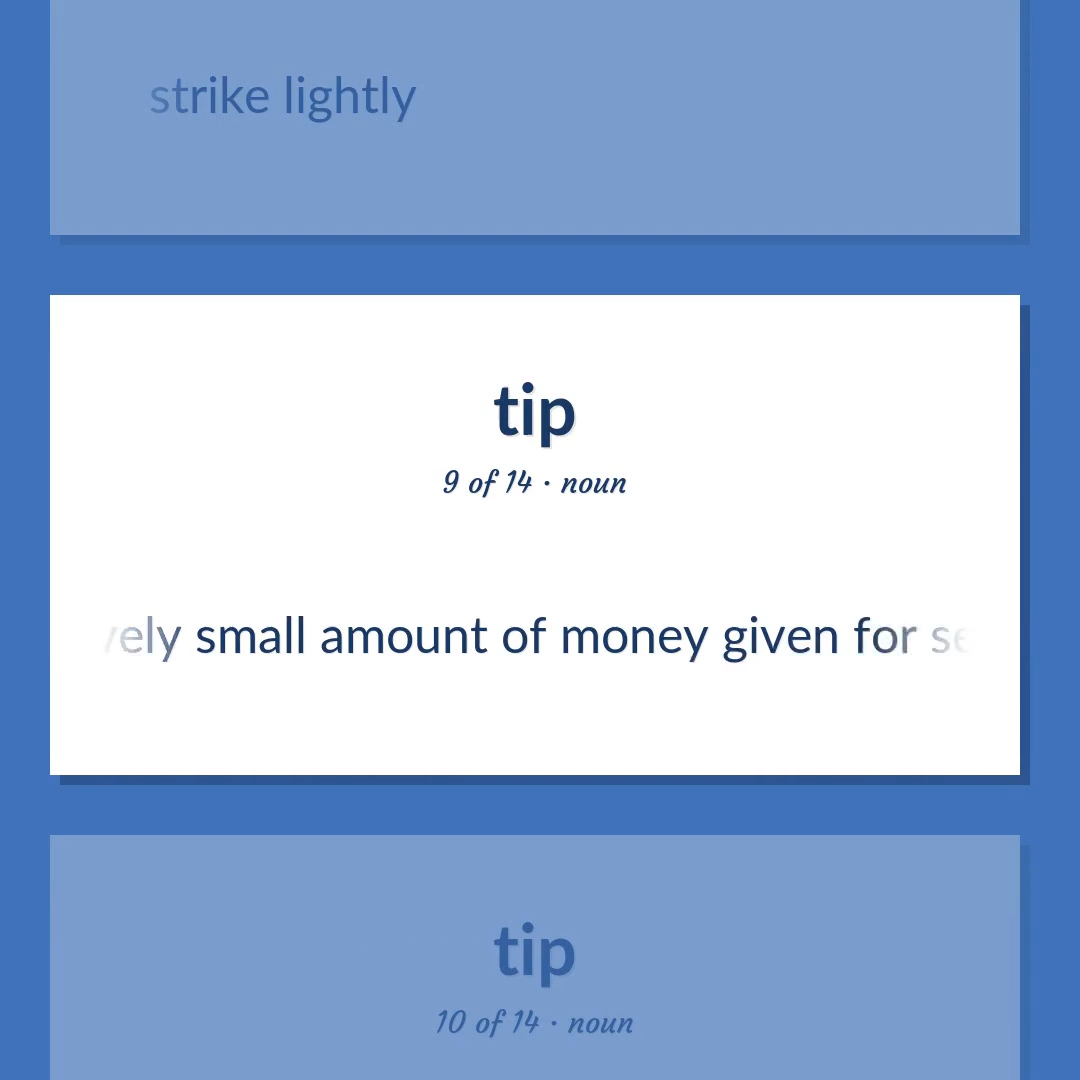 strike lightly
tip
9 of 14 · noun
small amount of money given for
tip
10 of 14 · noun